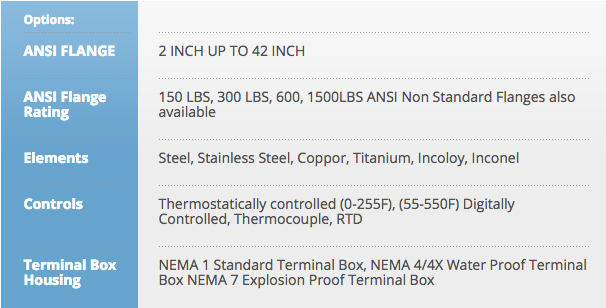 Options:
ANSI FLANGE
2 INCH UP TO 42 INCH
ANSI Flange
Rating
150 LBS, 300 LBS, 600, 1500LBS ANSI Non Standard Flanges also
available
Elements
Steel, Stainless Steel, Coppor, Titanium, Incoloy, Inconel
Controls
Thermostatically controlled (0-255F), (55-550F) Digitally
Controlled, Thermocouple, RTD
Terminal Box
Housing
NEMA 1 Standard Terminal Box, NEMA 4/4X Water Proof Terminal
Box NEMA 7 Explosion Proof Terminal Box